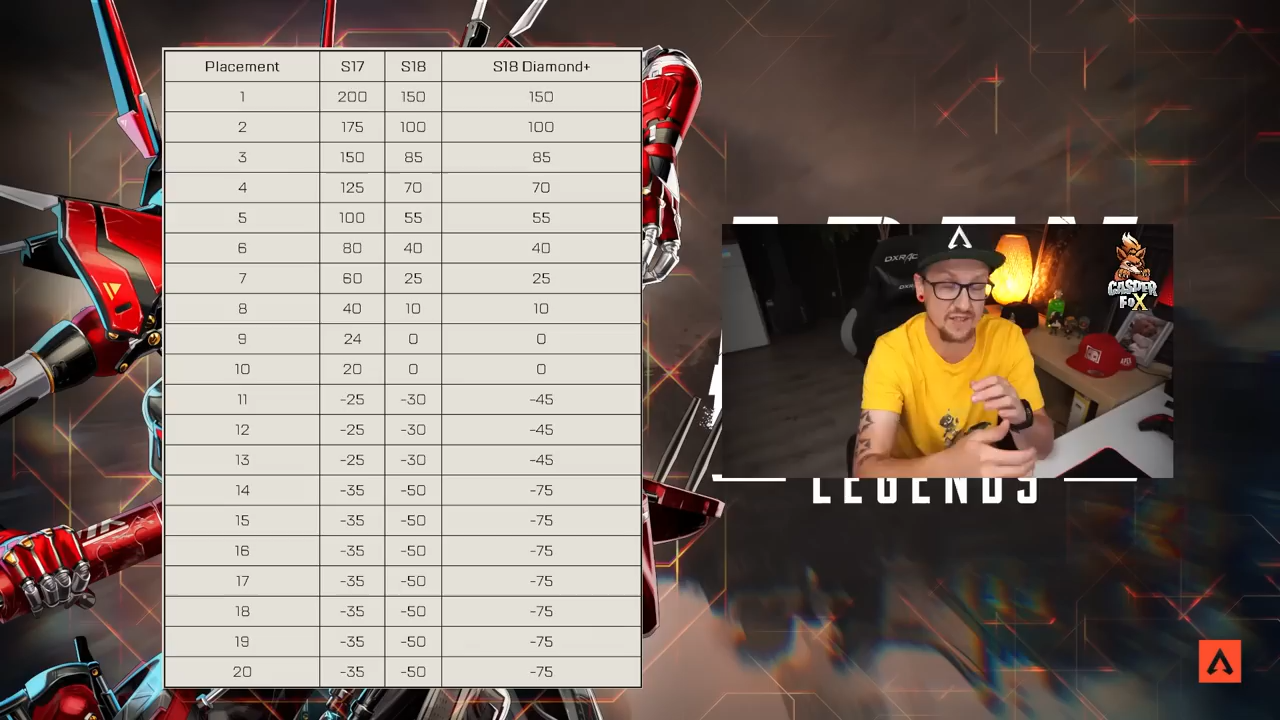 Placement S17 S18 S18 Diamond+
1 200 150 150
2 175 100 100
3 150 85 85
4 125 70 70
5 100 55 55
6 80 40 40
7 60 25 25
8 40 10 10
9 24 0 0
10 20 0 0
11 -25 -30 -45
12 -25 -30 -45
13 -25 -30 -45
14 -35 -50 -75
15 -35 -50 -75
16 -35 -50 -75
17 -35 -50 -75
18 -35 -50 -75
19 -35 -50 -75
20 -35 -50 -75
CASPER
FOX
LEGENDS